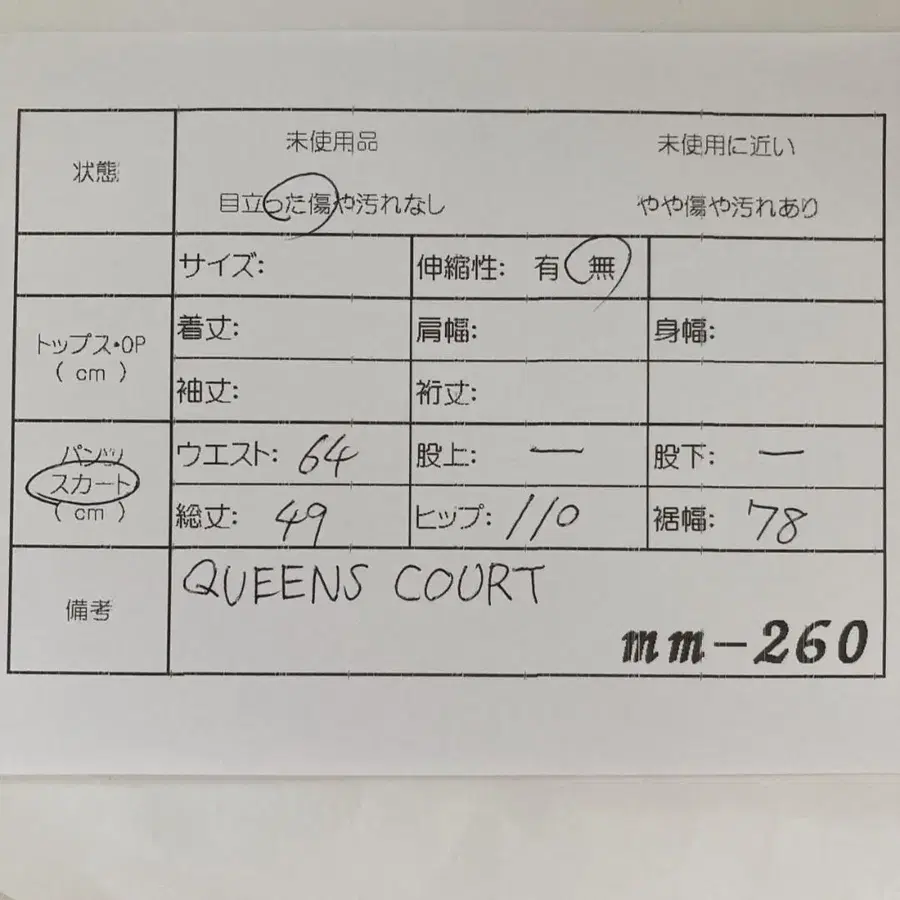 状態
未使用品 未使用に近い
目立った傷や汚れなし やや傷や汚れあり
サイズ: 伸縮性: 有 無
トップス・OP
( cm )
着丈: 肩幅: 身幅:
袖丈: 裄丈:
パンツ
スカート
( cm )
ウエスト: 64 股上: ー 股下: ー
総丈: 49 ヒップ: 110 裾幅: 78
備考
QUEENS COURT
mm-260